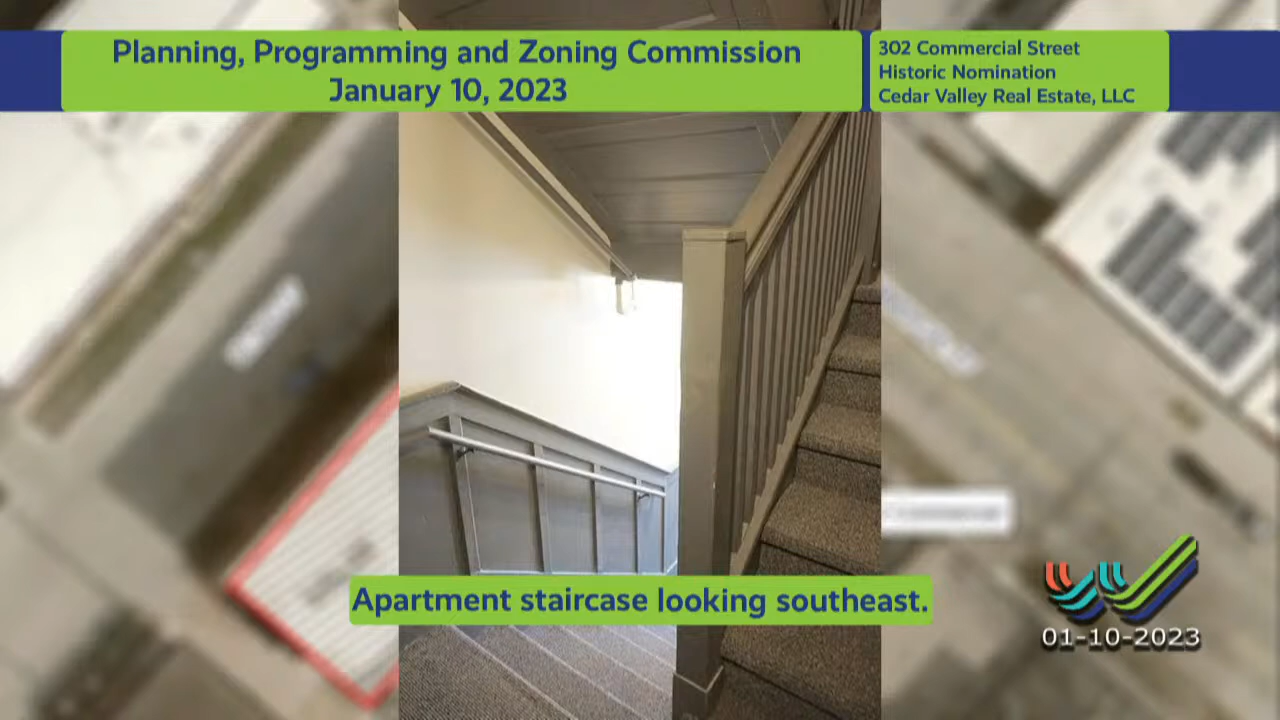 Planning, Programming and Zoning Commission
January 10, 2023
302 Commercial Street
Historic Nomination
Cedar Valley Real Estate, LLC
Apartment staircase looking southeast.
01-10-2023